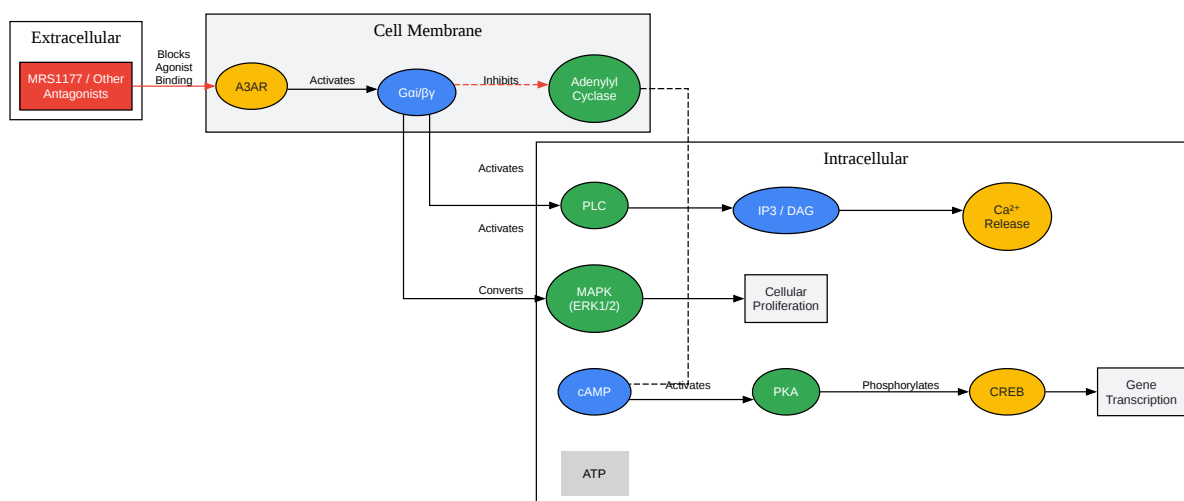 Extracellular
MRS1177 / Other
Antagonists
Blocks
Agonist
Binding
Cell Membrane
A3AR
Activates
Gαi/βγ
Inhibits
Adenylyl
Cyclase
Intracellular
Activates
PLC
IP3 / DAG
Ca²⁺
Release
Activates
Converts
MAPK
(ERK1/2)
Cellular
Proliferation
cAMP
Activates
PKA
Phosphorylates
CREB
Gene
Transcription
ATP